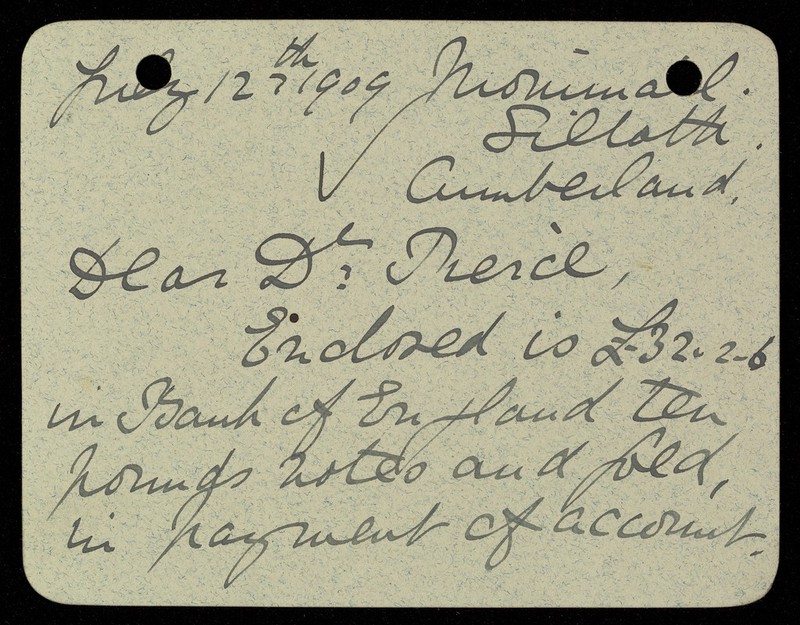 July 12th 1909 Monimail.
Silloth.
Cumberland.
Dear Dr. Pierce,
Enclosed is £32-2-6
in Bank of England ten
pounds notes and gold,
in payment of account.